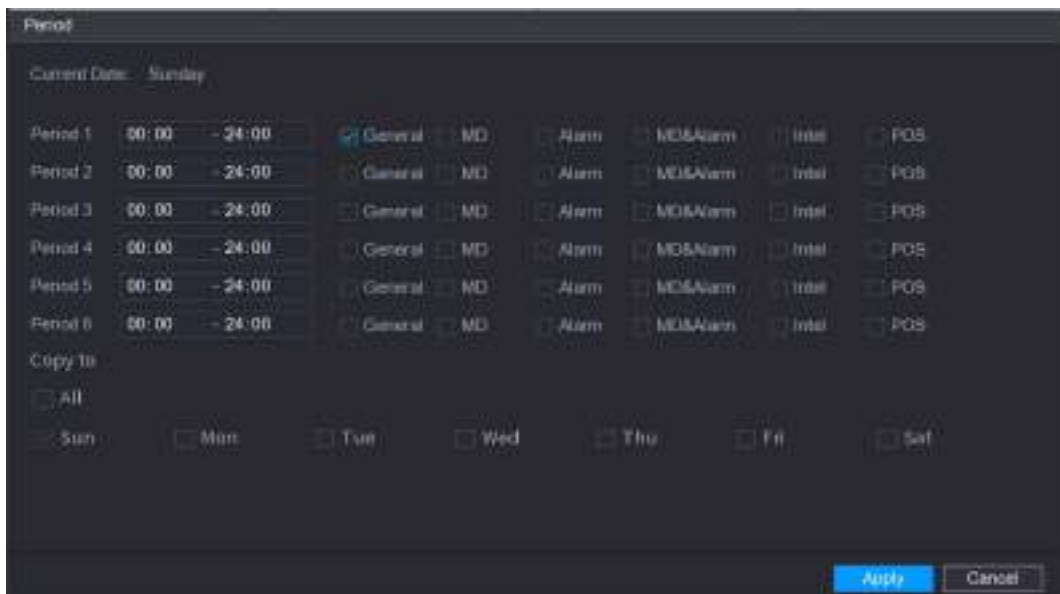 Period
Current Date: Sunday
Period 1 00:00 - 24:00 General MD Alarm MD&Alarm Intel POS
Period 2 00:00 - 24:00 General MD Alarm MD&Alarm Intel POS
Period 3 00:00 - 24:00 General MD Alarm MD&Alarm Intel POS
Period 4 00:00 - 24:00 General MD Alarm MD&Alarm Intel POS
Period 5 00:00 - 24:00 General MD Alarm MD&Alarm Intel POS
Period 6 00:00 - 24:00 General MD Alarm MD&Alarm Intel POS
Copy to
All
Sun Mon Tue Wed Thu Fri Sat
Apply Cancel